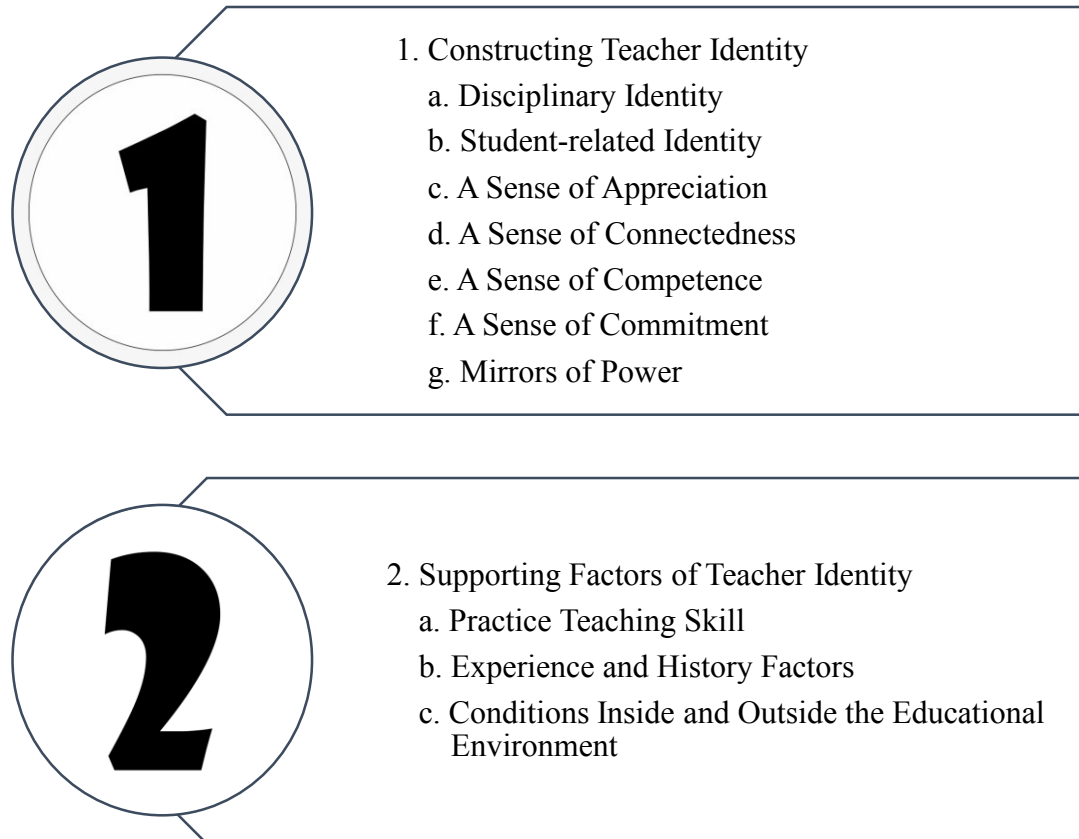 1
1. Constructing Teacher Identity
a. Disciplinary Identity
b. Student-related Identity
c. A Sense of Appreciation
d. A Sense of Connectedness
e. A Sense of Competence
f. A Sense of Commitment
g. Mirrors of Power
2
2. Supporting Factors of Teacher Identity
a. Practice Teaching Skill
b. Experience and History Factors
c. Conditions Inside and Outside the Educational
Environment